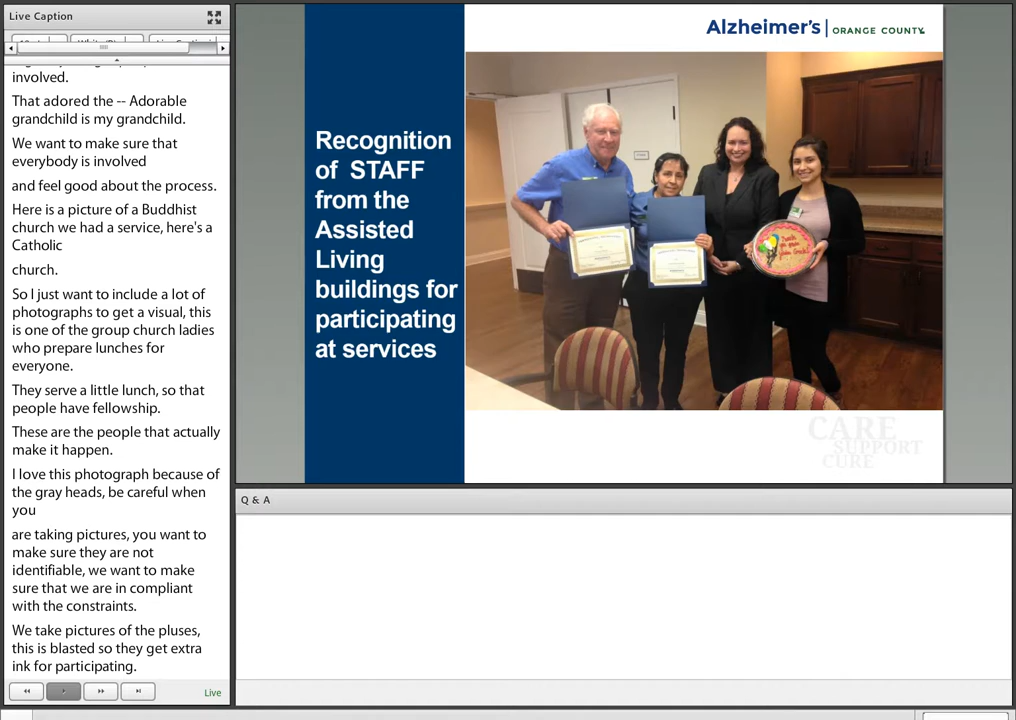 Live Caption
involved.
That adored the -- Adorable
grandchild is my grandchild.
We want to make sure that
everybody is involved
and feel good about the process.
Here is a picture of a Buddhist
church we had a service, here's a
Catholic
church.
So I just want to include a lot of
photographs to get a visual, this
is one of the group church ladies
who prepare lunches for
everyone.
They serve a little lunch, so that
people have fellowship.
These are the people that actually
make it happen.
I love this photograph because of
the gray heads, be careful when
you
are taking pictures, you want to
make sure they are not
identifiable, we want to make
sure that we are in compliant
with the constraints.
We take pictures of the pluses,
this is blasted so they get extra
ink for participating.
Live
Alzheimer's | ORANGE COUNTY
Recognition
of STAFF
from the
Assisted
Living
buildings for
participating
at services
CARE
SUPPORT
CURE
Q & A